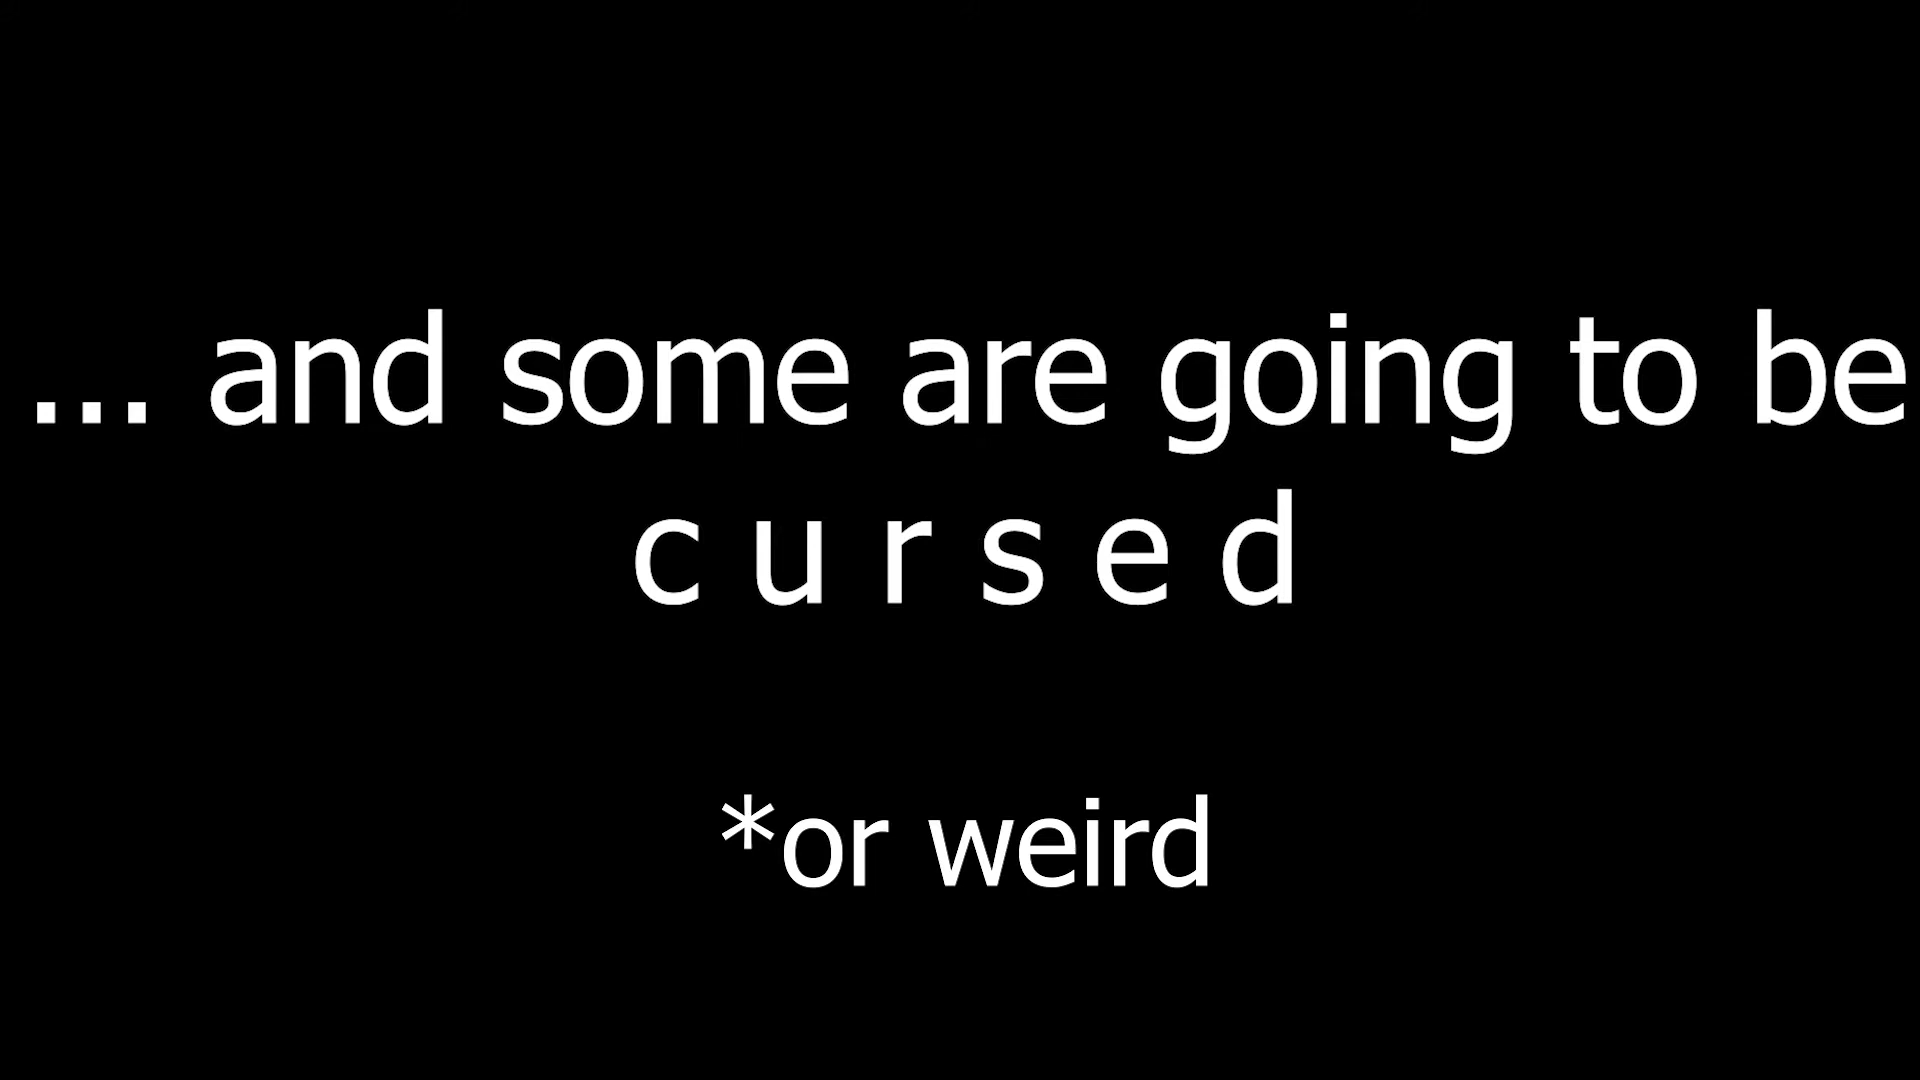 ... and some are going to be
c u r s e d
*or weird